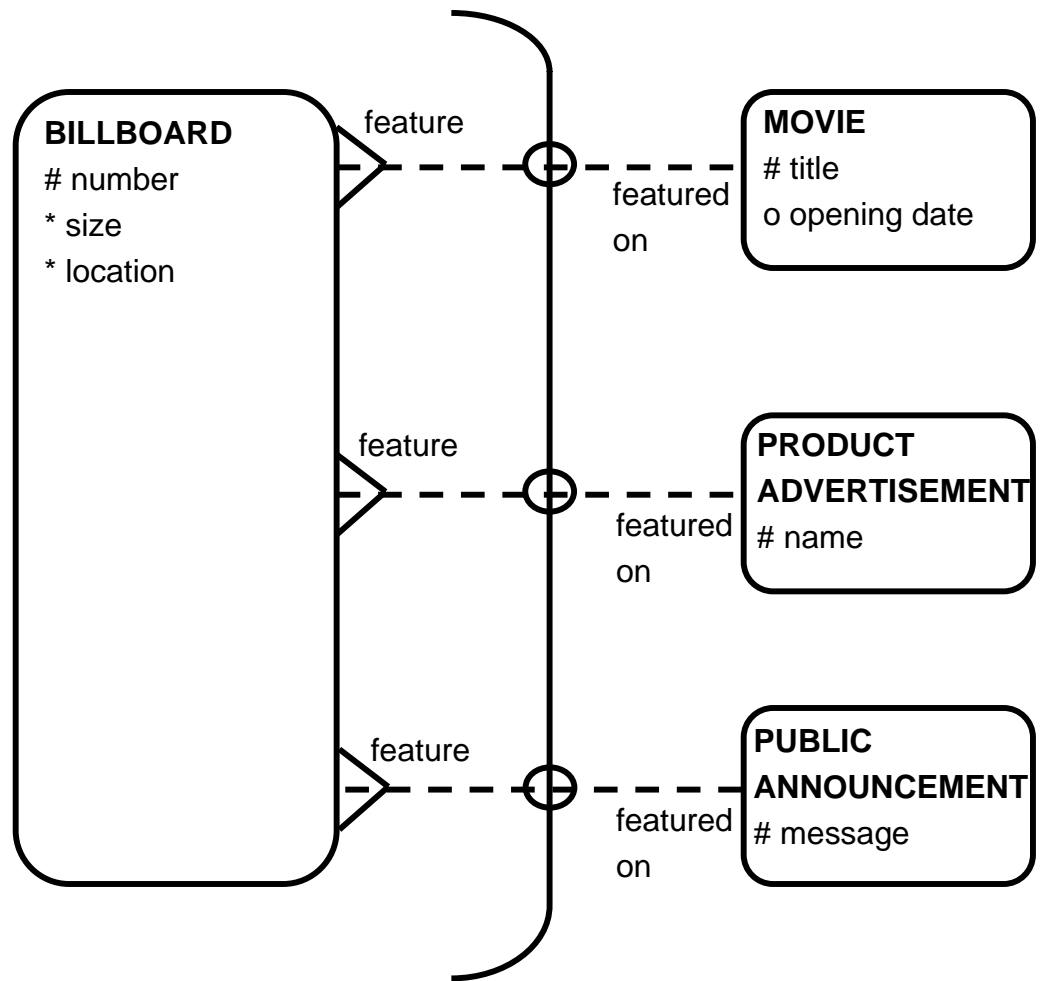 BILLBOARD
# number
* size
* location
feature
featured
on
MOVIE
# title
o opening date
feature
featured
on
PRODUCT
ADVERTISEMENT
# name
feature
featured
on
PUBLIC
ANNOUNCEMENT
# message